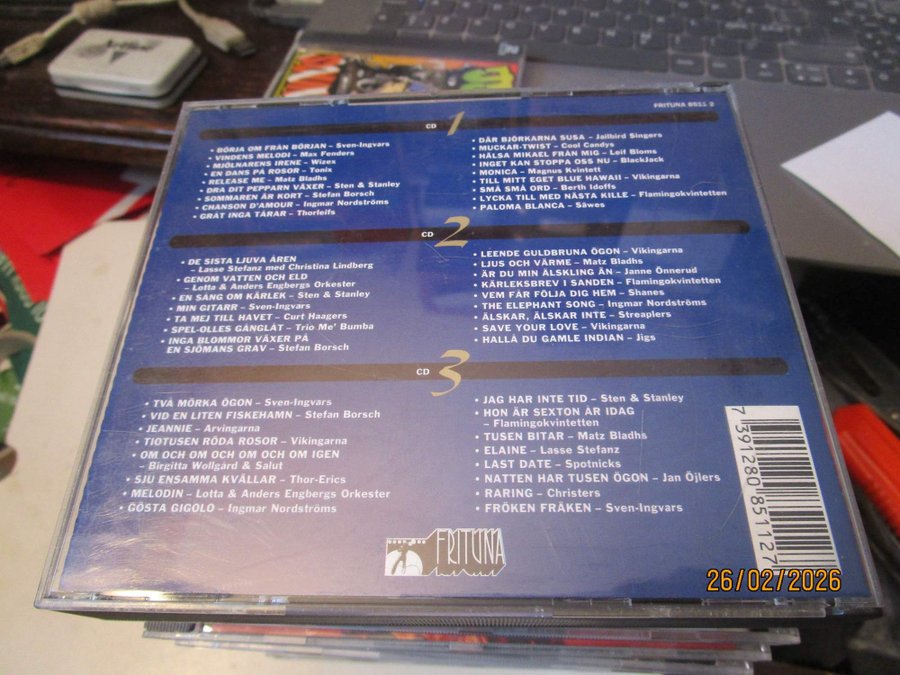 FRITUNA 8511 2
CD 1
• BÖRJA OM FRÅN BÖRJAN – Sven-Ingvars
• VINDENS MELODI – Max Fenders
• MJÖLNARENS IRENE – Wizex
• EN DANS PÅ ROSOR – Tonix
• RELEASE ME – Matz Bladhs
• DRA DIT PEPPARN VÄXER – Sten & Stanley
• SOMMAREN ÄR KORT – Stefan Borsch
• CHANSON D'AMOUR – Ingmar Nordströms
• GRÅT INGA TÅRAR – Thorleifs
• DÄR BJÖRKARNA SUSA – Jailbird Singers
• MUCKAR-TWIST – Cool Candys
• HÄLSA MIKAEL FRÅN MIG – Leif Bloms
• INGET KAN STOPPA OSS NU – BlackJack
• MONICA – Magnus Kvintett
• TILL MITT EGET BLUE HAWAII – Vikingarna
• SMÅ SMÅ ORD – Berth Idoffs
• LYCKA TILL MED NÄSTA KILLE – Flamingokvintetten
• PALOMA BLANCA – Säwes
CD 2
• DE SISTA LJUVA ÅREN
– Lasse Stefanz med Christina Lindberg
• GENOM VATTEN OCH ELD
– Lotta & Anders Engbergs Orkester
• EN SÅNG OM KÄRLEK – Sten & Stanley
• MIN GITARR – Sven-Ingvars
• TA MEJ TILL HAVET – Curt Haagers
• SPEL-OLLES GÅNGLÅT – Trio Me' Bumba
• INGA BLOMMOR VÄXER PÅ
EN SJÖMANS GRAV – Stefan Borsch
• LEENDE GULDBRUNA ÖGON – Vikingarna
• LJUS OCH VÄRME – Matz Bladhs
• ÄR DU MIN ÄLSKLING ÄN – Janne Önnerud
• KÄRLEKSBREV I SANDEN – Flamingokvintetten
• VEM FÅR FÖLJA DIG HEM – Shanes
• THE ELEPHANT SONG – Ingmar Nordströms
• ÄLSKAR, ÄLSKAR INTE – Streaplers
• SAVE YOUR LOVE – Vikingarna
• HALLÅ DU GAMLE INDIAN – Jigs
CD 3
• TVÅ MÖRKA ÖGON – Sven-Ingvars
• VID EN LITEN FISKEHAMN – Stefan Borsch
• JEANNIE – Arvingarna
• TIOTUSEN RÖDA ROSOR – Vikingarna
• OM OCH OM OCH OM OCH OM IGEN
– Birgitta Wollgård & Salut
• SJU ENSAMMA KVÄLLAR – Thor-Erics
• MELODIN – Lotta & Anders Engbergs Orkester
• GÖSTA GIGOLO – Ingmar Nordströms
• JAG HAR INTE TID – Sten & Stanley
• HON ÄR SEXTON ÅR IDAG
– Flamingokvintetten
• TUSEN BITAR – Matz Bladhs
• ELAINE – Lasse Stefanz
• LAST DATE – Spotnicks
• NATTEN HAR TUSEN ÖGON – Jan Öjlers
• RARING – Christers
• FRÖKEN FRÄKEN – Sven-Ingvars
FRITUNA
7 391280 851127
26/02/2026